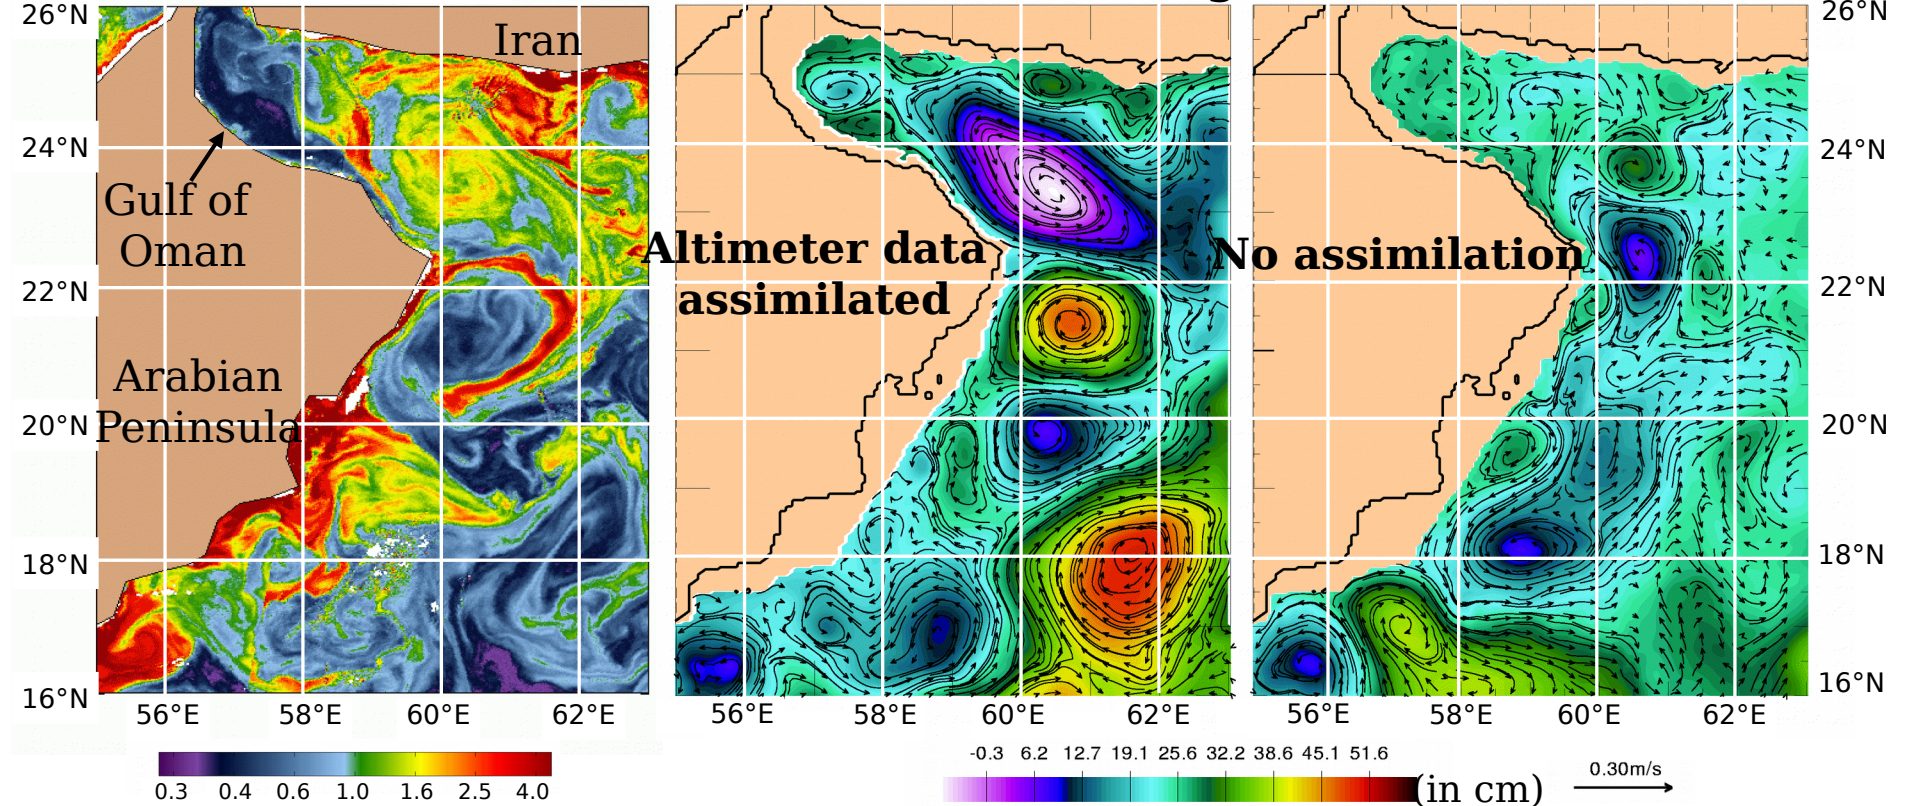 26°N
24°N
22°N
20°N
18°N
16°N
Iran
Gulf of
Oman
Arabian
Peninsula
56°E
58°E
60°E
62°E
0.3 0.4 0.6 1.0 1.6 2.5 4.0
Altimeter data
assimilated
56°E
58°E
60°E
62°E
No assimilation
26°N
24°N
22°N
20°N
18°N
16°N
56°E
58°E
60°E
62°E
-0.3 6.2 12.7 19.1 25.6 32.2 38.6 45.1 51.6
(in cm)
0.30m/s